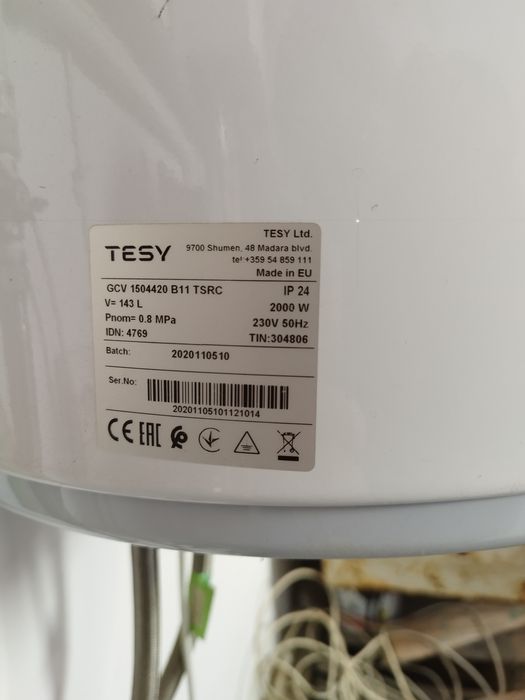 TESY Ltd.
TESY
9700 Shumen, 48 Madara blvd.
tel:+359 54 859 111
Made in EU
GCV 1504420 B11 TSRC IP 24
V= 143 L 2000 W
Pnom= 0.8 MPa 230V 50Hz
IDN: 4769 TIN:304806
Batch: 2020110510
Ser.No:
20201105101121014
CE EAC